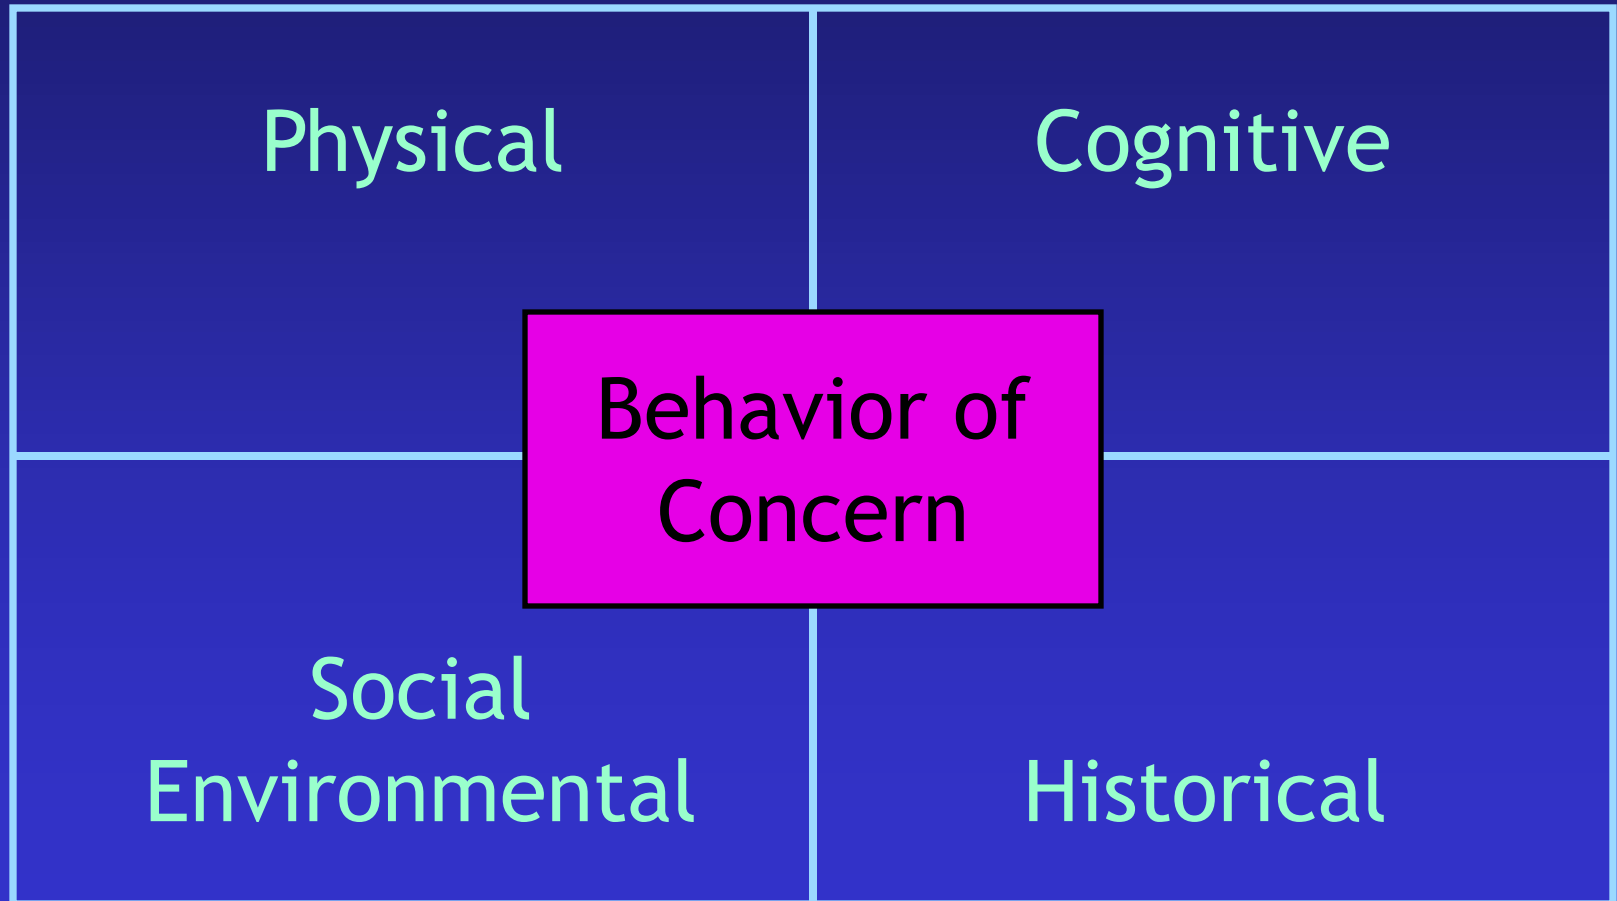 Physical
Cognitive
Behavior of
Concern
Social
Environmental
Historical